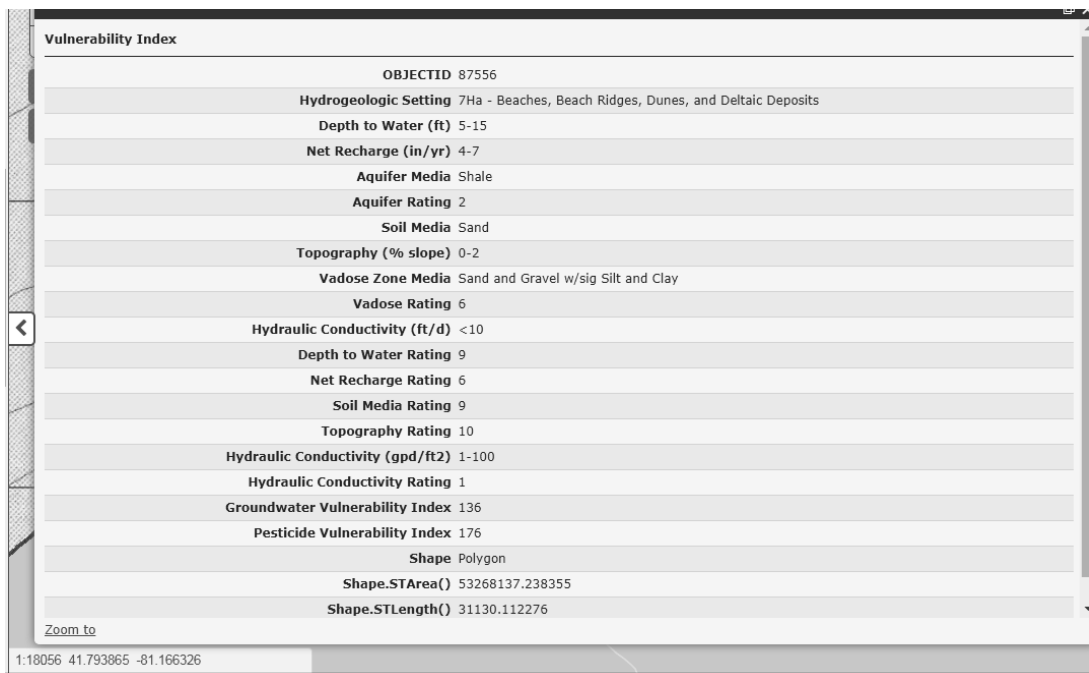 Vulnerability Index
OBJECTID 87556
Hydrogeologic Setting 7Ha - Beaches, Beach Ridges, Dunes, and Deltaic Deposits
Depth to Water (ft) 5-15
Net Recharge (in/yr) 4-7
Aquifer Media Shale
Aquifer Rating 2
Soil Media Sand
Topography (% slope) 0-2
Vadose Zone Media Sand and Gravel w/sig Silt and Clay
Vadose Rating 6
Hydraulic Conductivity (ft/d) <10
Depth to Water Rating 9
Net Recharge Rating 6
Soil Media Rating 9
Topography Rating 10
Hydraulic Conductivity (gpd/ft2) 1-100
Hydraulic Conductivity Rating 1
Groundwater Vulnerability Index 136
Pesticide Vulnerability Index 176
Shape Polygon
Shape.STArea() 53268137.238355
Shape.STLength() 31130.112276
Zoom to
1:18056 41.793865 -81.166326